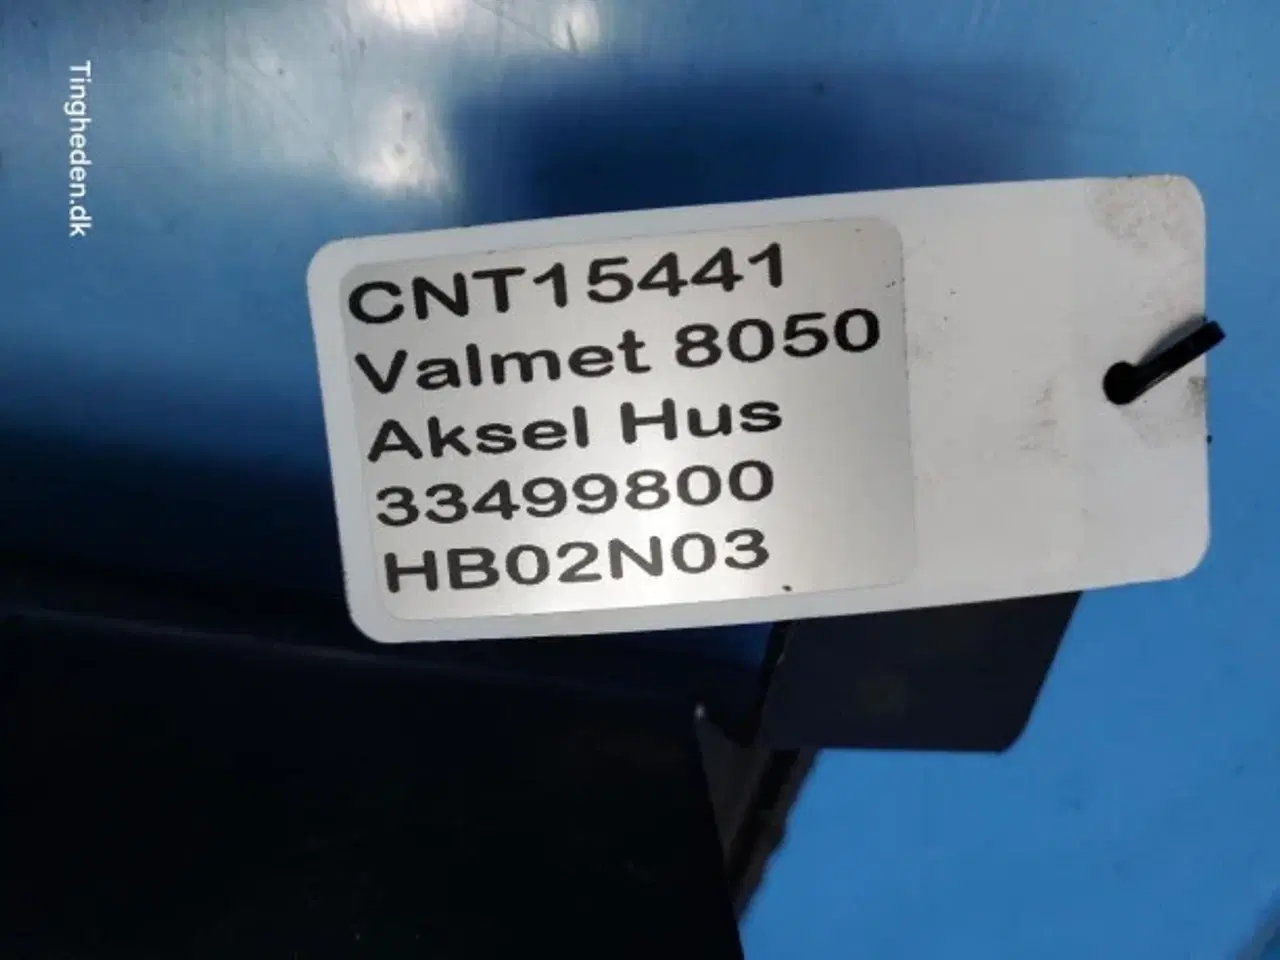 Tingheden.dk
CNT15441
Valmet 8050
Aksel Hus
33499800
HB02N03